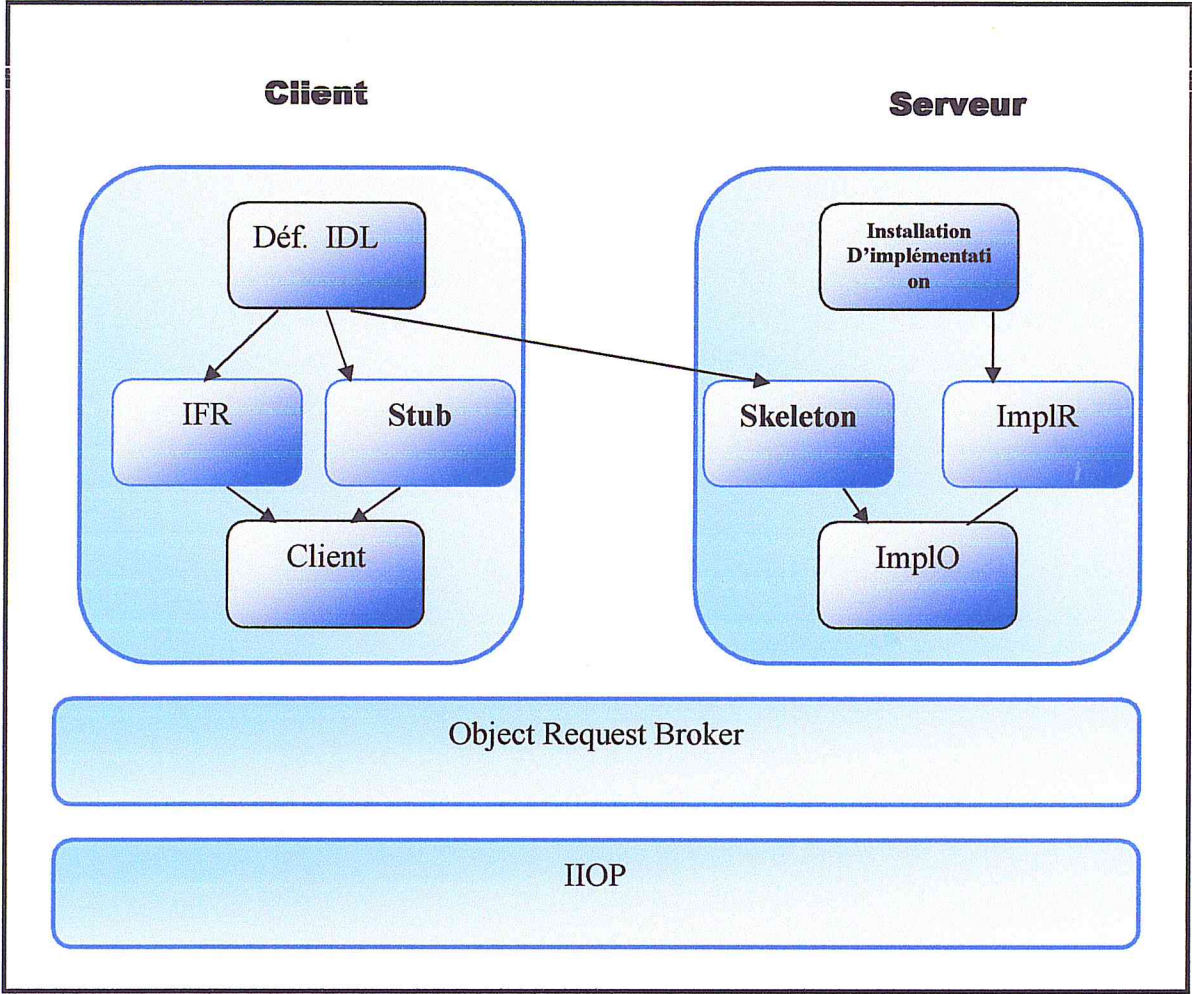 Client
Serveur
Déf. IDL
Installation
D'implémentati
on
IFR
Stub
Skeleton
ImplR
Client
ImplO
Object Request Broker
IIOP